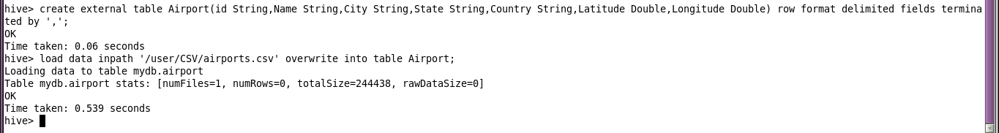 hive> create external table Airport(id String,Name String,City String,State String,Country String,Latitude Double,Longitude Double) row format delimited fields termina
ted by ',';
OK
Time taken: 0.06 seconds
hive> load data inpath '/user/CSV/airports.csv' overwrite into table Airport;
Loading data to table mydb.airport
Table mydb.airport stats: [numFiles=1, numRows=0, totalSize=244438, rawDataSize=0]
OK
Time taken: 0.539 seconds
hive>